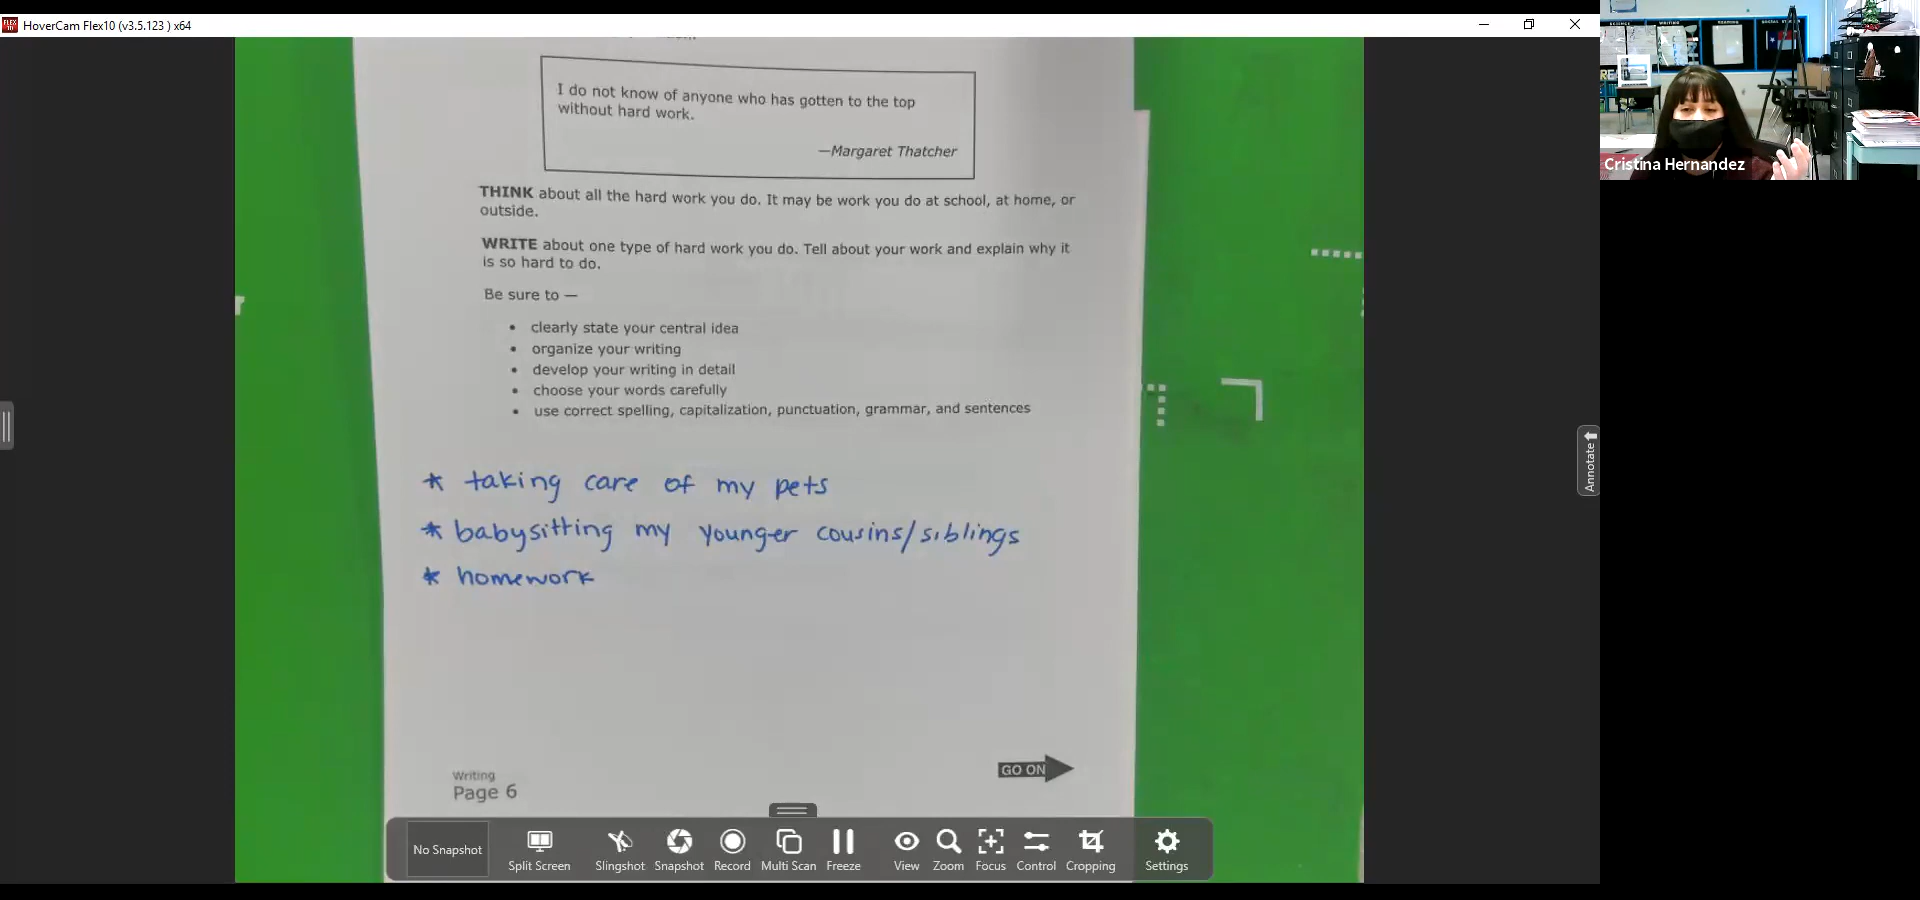 HoverCam Flex10 (v3.5.123 ) x64
I do not know of anyone who has gotten to the top
without hard work.
—Margaret Thatcher
THINK about all the hard work you do. It may be work you do at school, at home, or
outside.
WRITE about one type of hard work you do. Tell about your work and explain why it
is so hard to do.
Be sure to —
• clearly state your central idea
• organize your writing
• develop your writing in detail
• choose your words carefully
• use correct spelling, capitalization, punctuation, grammar, and sentences
* taking care of my pets
* babysitting my younger cousins/siblings
* homework
GO ON
Writing
Page 6
No Snapshot
Split Screen
Slingshot
Snapshot
Record
Multi Scan
Freeze
View
Zoom
Focus
Control
Cropping
Settings
Annotate
WRITING
READING
Cristina Hernandez